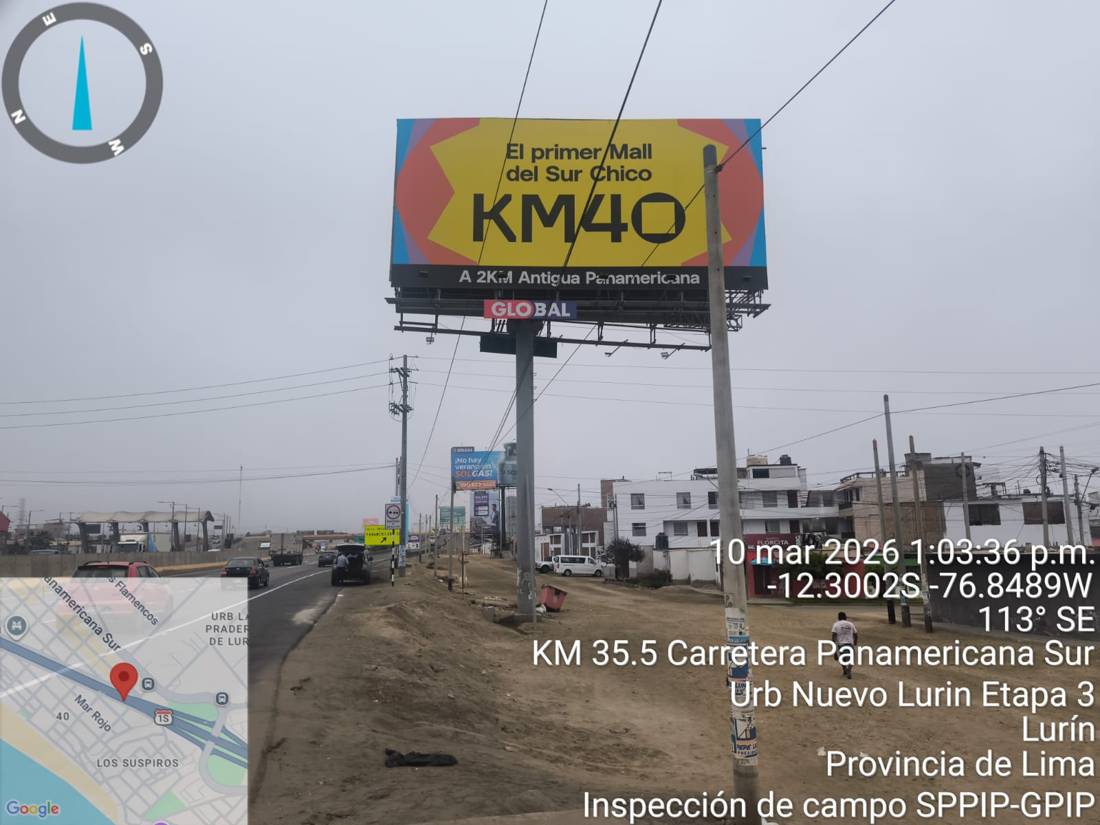 E
S
N
W
El primer Mall
del Sur Chico
KM40
A 2KM Antigua Panamericana
GLOBAL
¡No hay
verano
SOLGAS!
10 mar 2026 1:03:36 p.m.
-12.3002S -76.8489W
113° SE
KM 35.5 Carretera Panamericana Sur
Urb Nuevo Lurin Etapa 3
Lurín
Provincia de Lima
Inspección de campo SPPIP-GPIP
anamericana Sur
Los Flamencos
URB LA
PRADER
DE LUR
Mar Rojo
40
1S
LOS SUSPIROS
Google